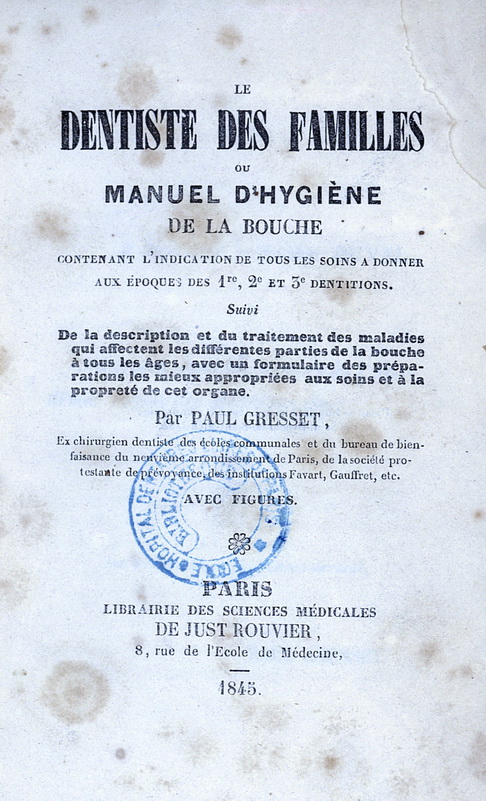 LE
DENTISTE DES FAMILLES
OU
MANUEL D'HYGIÈNE
DE LA BOUCHE
CONTENANT L'INDICATION DE TOUS LES SOINS A DONNER
AUX ÉPOQUES DES 1re, 2e ET 3e DENTITIONS.
Suivi
De la description et du traitement des maladies
qui affectent les différentes parties de la bouche
à tous les âges, avec un formulaire des prépa-
rations les mieux appropriées aux soins et à la
propreté de cet organe.
Par PAUL GRESSET,
Ex chirurgien dentiste des écoles communales et du bureau de bien-
faisance du neuvième arrondissement de Paris, de la société pro-
testante de prévoyance, des institutions Favart, Gauffret, etc.
AVEC FIGURES.
HOPITAL DENT
BIBLIO
ECOLE
PARIS
LIBRAIRIE DES SCIENCES MÉDICALES
DE JUST ROUVIER,
8, rue de l'Ecole de Médecine,
1845.